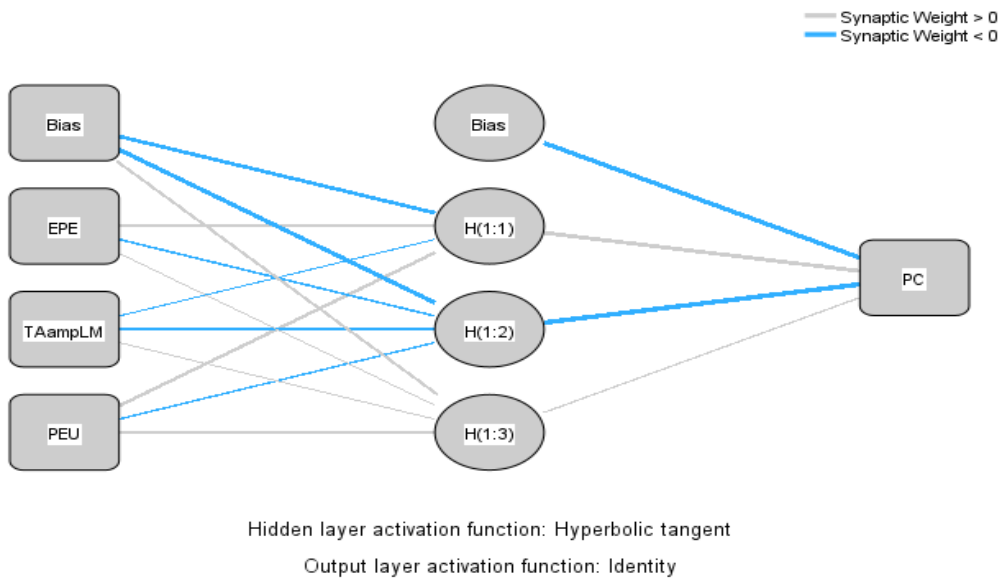 Synaptic Weight > 0
Synaptic Weight < 0
Bias
Bias
EPE
H(1:1)
PC
TAampLM
H(1:2)
PEU
H(1:3)
Hidden layer activation function: Hyperbolic tangent
Output layer activation function: Identity